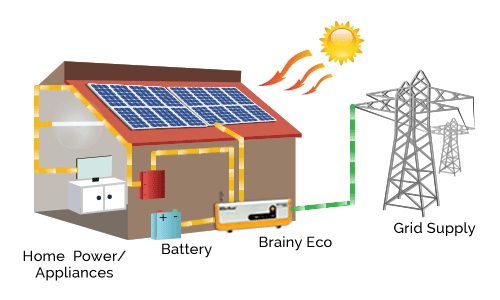 Home Power/
Appliances
Battery
Brainy Eco
Grid Supply